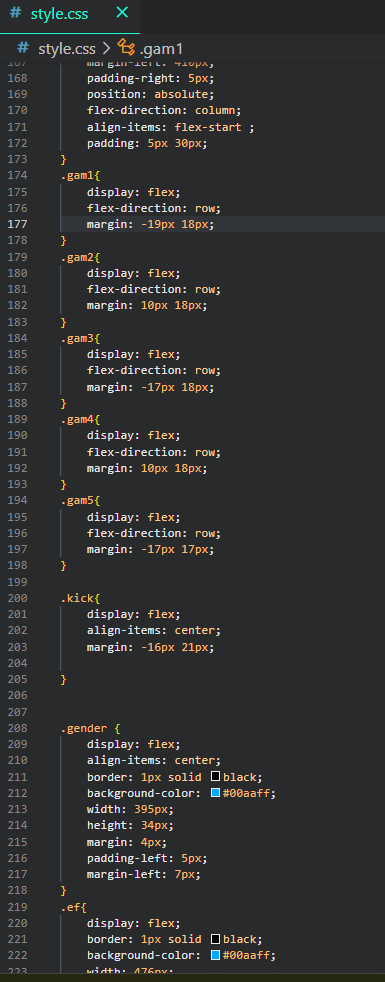 # style.css ×
# style.css > .gam1
167 margin-left: 410px;
168 padding-right: 5px;
169 position: absolute;
170 flex-direction: column;
171 align-items: flex-start ;
172 padding: 5px 30px;
173 }
174 .gam1{
175 display: flex;
176 flex-direction: row;
177 margin: -19px 18px;
178 }
179 .gam2{
180 display: flex;
181 flex-direction: row;
182 margin: 10px 18px;
183 }
184 .gam3{
185 display: flex;
186 flex-direction: row;
187 margin: -17px 18px;
188 }
189 .gam4{
190 display: flex;
191 flex-direction: row;
192 margin: 10px 18px;
193 }
194 .gam5{
195 display: flex;
196 flex-direction: row;
197 margin: -17px 17px;
198 }
199
200 .kick{
201 display: flex;
202 align-items: center;
203 margin: -16px 21px;
204
205 }
206
207
208 .gender {
209 display: flex;
210 align-items: center;
211 border: 1px solid black;
212 background-color: #00aaff;
213 width: 395px;
214 height: 34px;
215 margin: 4px;
216 padding-left: 5px;
217 margin-left: 7px;
218 }
219 .ef{
220 display: flex;
221 border: 1px solid black;
222 background-color: #00aaff;
223 width: 476px;